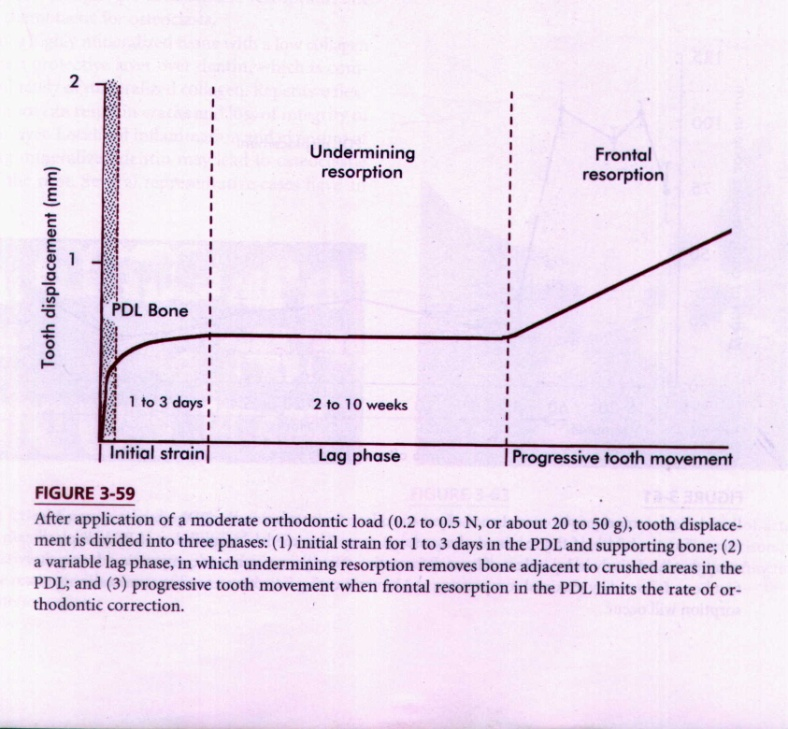 2
Undermining
resorption
Frontal
resorption
Tooth displacement (mm)
1
PDL Bone
1 to 3 days
2 to 10 weeks
Initial strain
Lag phase
Progressive tooth movement
FIGURE 3-59
After application of a moderate orthodontic load (0.2 to 0.5 N, or about 20 to 50 g), tooth displace-
ment is divided into three phases: (1) initial strain for 1 to 3 days in the PDL and supporting bone; (2)
a variable lag phase, in which undermining resorption removes bone adjacent to crushed areas in the
PDL; and (3) progressive tooth movement when frontal resorption in the PDL limits the rate of or-
thodontic correction.